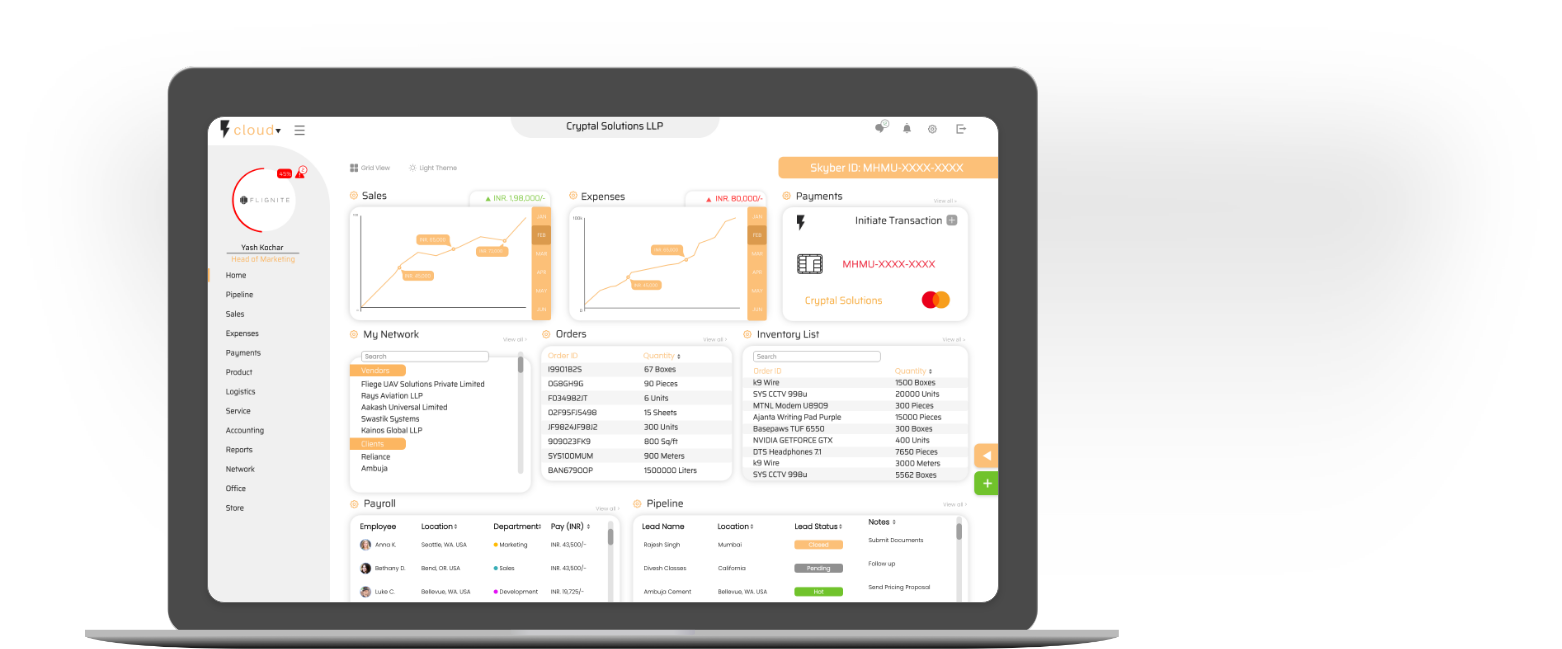 cloud
Cryptal Solutions LLP
45%
FLIGNITE
Yash Kochar
Head of Marketing
Home
Pipeline
Sales
Expenses
Payments
Product
Logistics
Service
Accounting
Reports
Network
Office
Store
Grid View
Light Theme
Skyber ID: MHMU-XXXX-XXXX
Sales
INR. 1,98,000/-
JAN
FEB
MAR
APR
MAY
JUN
Expenses
INR. 80,000/-
JAN
FEB
MAR
APR
MAY
JUN
Payments
View all >
Initiate Transaction
MHMU-XXXX-XXXX
Cryptal Solutions
My Network
View all >
Search
Vendors
Fliege UAV Solutions Private Limited
Rays Aviation LLP
Aakash Universal Limited
Swastik Systems
Kainos Global LLP
Clients
Reliance
Ambuja
Orders
View all >
Order ID Quantity
I9901B2S 67 Boxes
OG8GH9G 90 Pieces
FO34982JT 6 Units
O2F95FJS498 15 Sheets
JF9824JF98J2 300 Units
909023FK9 800 Sq/ft
SYS1OOMUM 900 Meters
BAN679OOP 1500000 Liters
Inventory List
View all >
Search
Order ID Quantity
k9 Wire 1500 Boxes
SYS CCTV 998u 20000 Units
MTNL Modem U8909 300 Pieces
Ajanta Writing Pad Purple 15000 Pieces
Basepaws TUF 6550 300 Boxes
NVIDIA GETFORCE GTX 400 Units
DTS Headphones 7.1 7650 Pieces
k9 Wire 3000 Meters
SYS CCTV 998u 5562 Boxes
Payroll
View all >
Employee Location Department Pay (INR)
Anna K. Seattle, WA. USA Marketing INR. 43,500/-
Bethany D. Bend, OR. USA Sales INR. 43,500/-
Luke C. Bellevue, WA. USA Development INR. 19,725/-
Pipeline
View all >
Lead Name Location Lead Status Notes
Rajesh Singh Mumbai Closed Submit Documents
Divesh Classes California Pending Follow up
Ambuja Cement Bellevue, WA. USA Hot Send Pricing Proposal